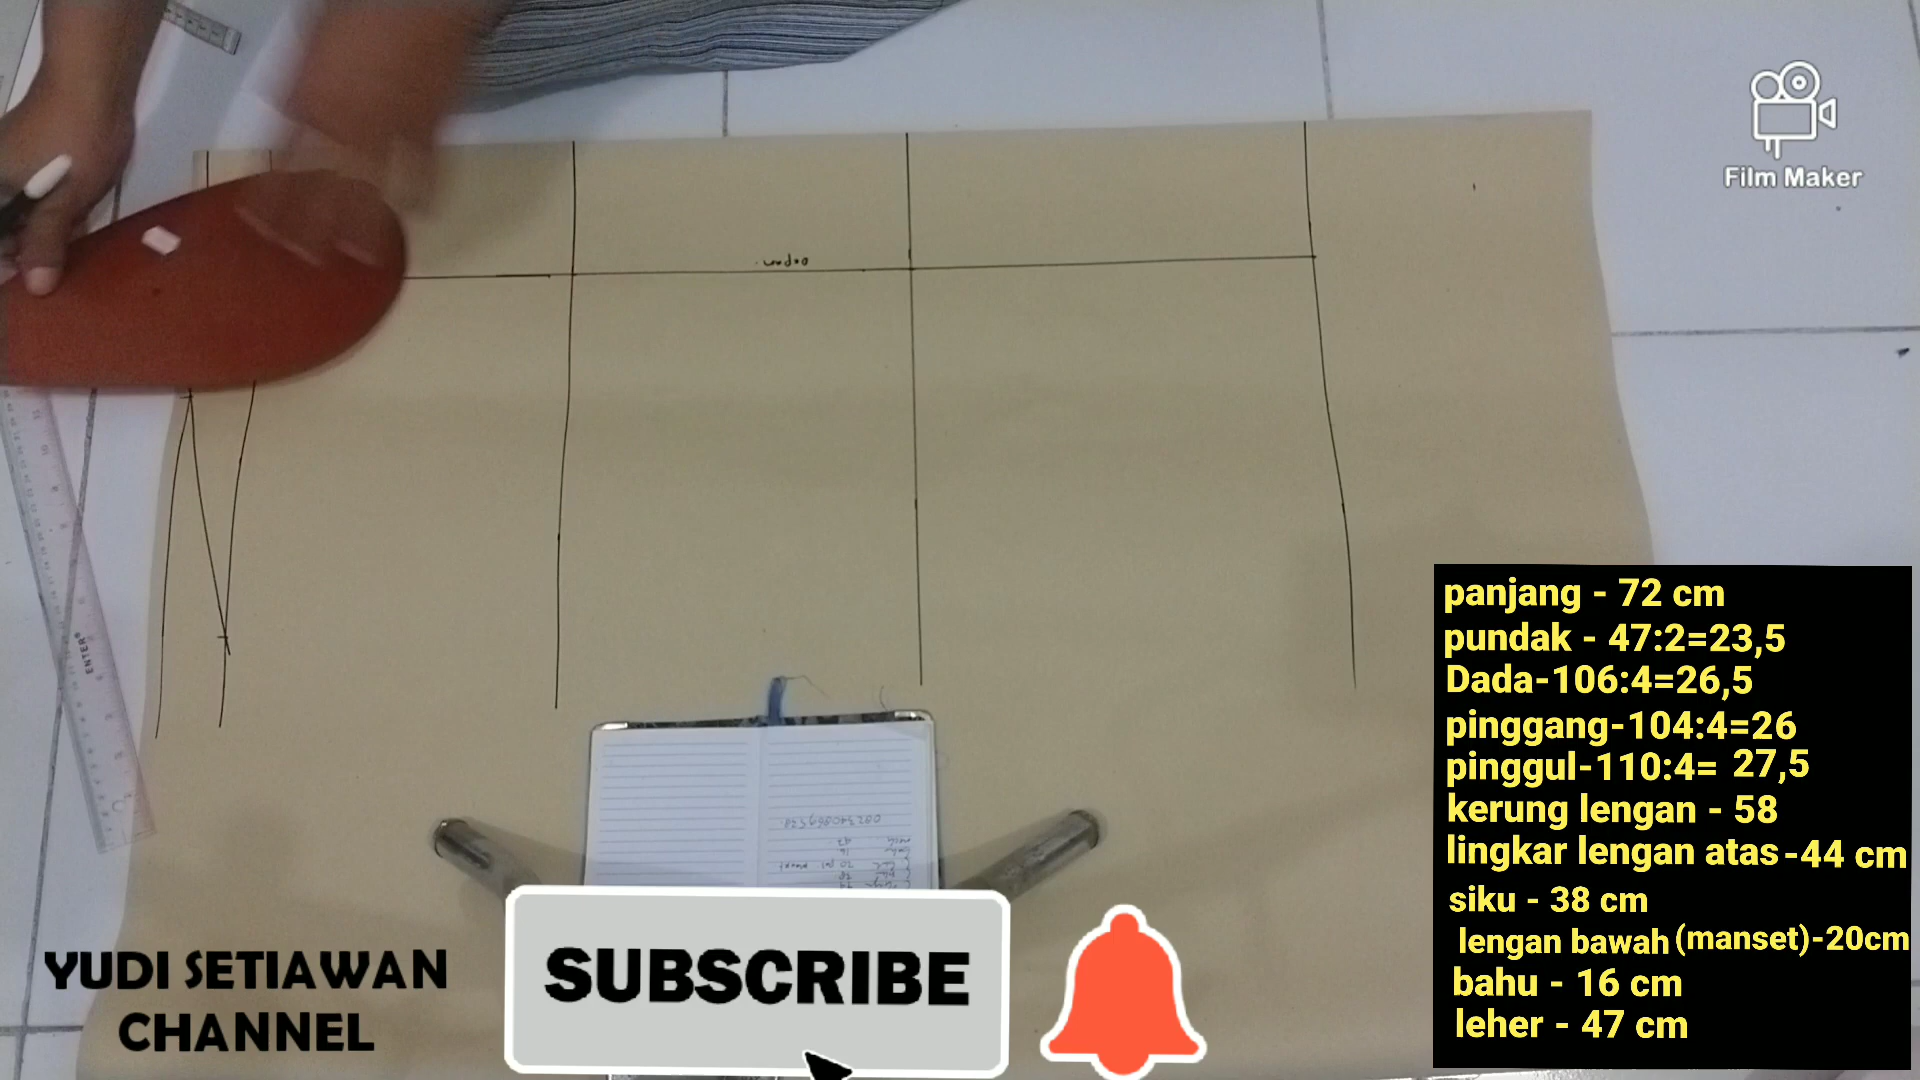 Film Maker
Depan
ENTER
panjang - 72 cm
pundak - 47:2=23,5
Dada-106:4=26,5
pinggang-104:4=26
pinggul-110:4= 27,5
kerung lengan - 58
lingkar lengan atas-44 cm
siku - 38 cm
lengan bawah (manset)-20cm
bahu - 16 cm
leher - 47 cm
YUDI SETIAWAN
CHANNEL
SUBSCRIBE